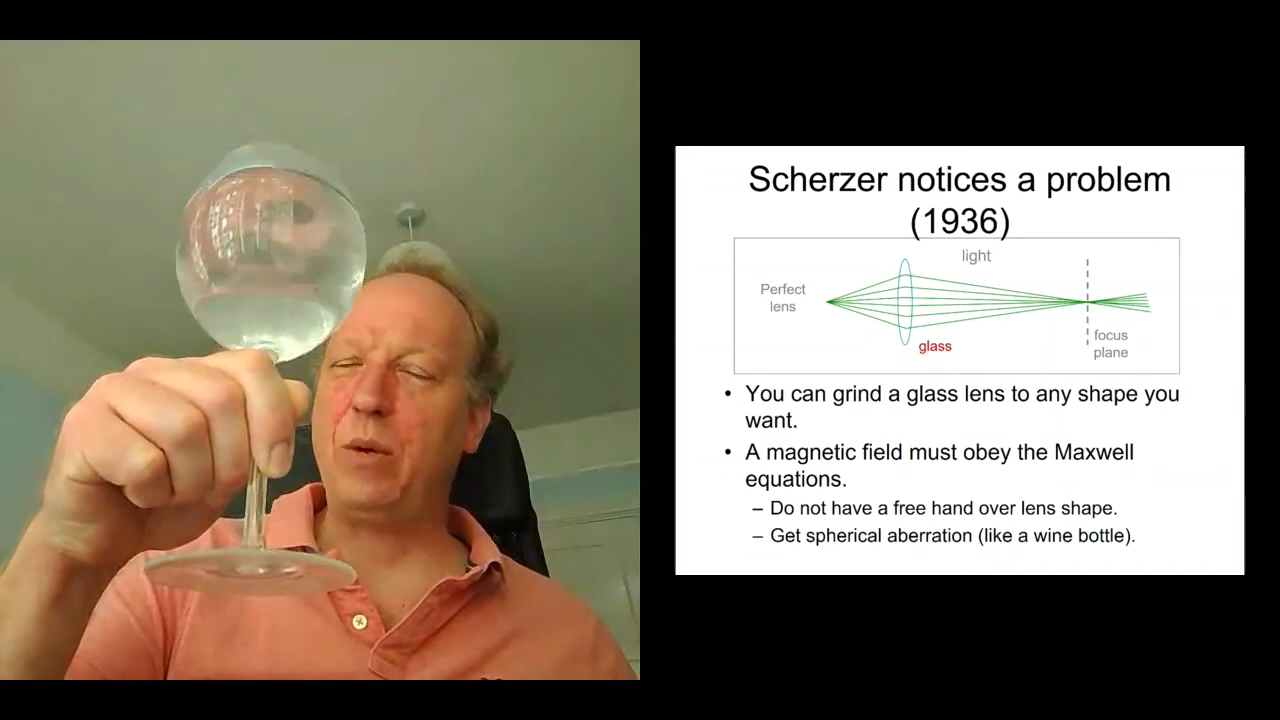 Scherzer notices a problem
(1936)
light
Perfect
lens
glass
focus
plane
• You can grind a glass lens to any shape you
want.
• A magnetic field must obey the Maxwell
equations.
– Do not have a free hand over lens shape.
– Get spherical aberration (like a wine bottle).